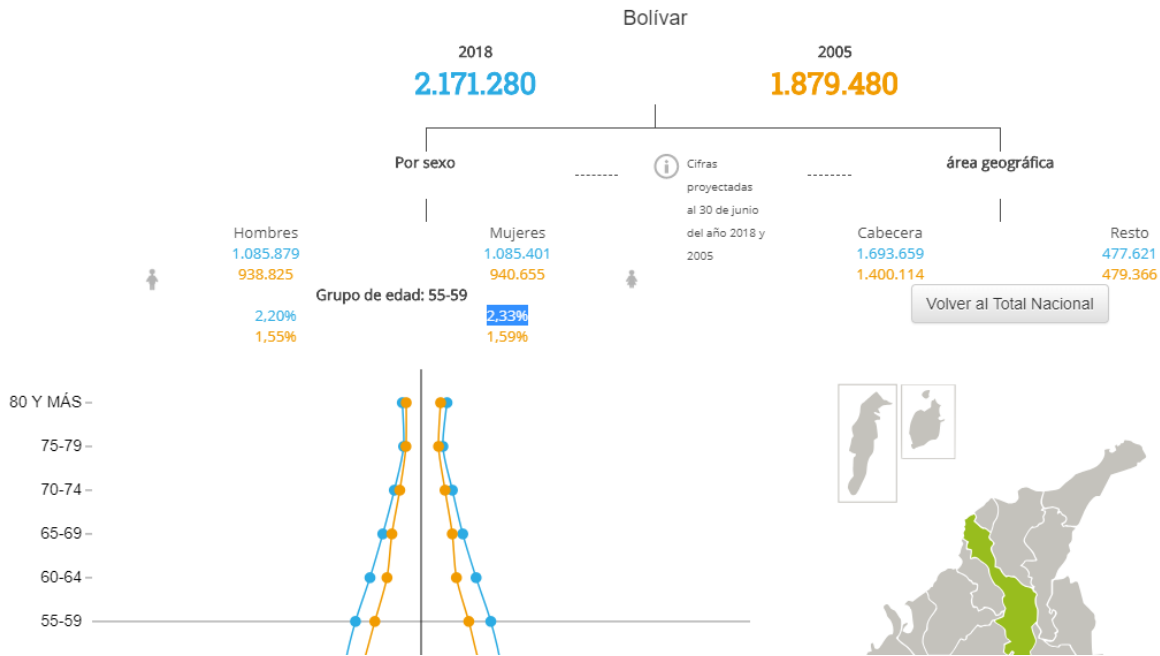 Bolívar
2018
2.171.280
2005
1.879.480
Por sexo
Cifras
proyectadas
al 30 de junio
del año 2018 y
2005
área geográfica
Hombres
1.085.879
938.825
Mujeres
1.085.401
940.655
Cabecera
1.693.659
1.400.114
Resto
477.621
479.366
Grupo de edad: 55-59
2,20%
1,55%
2,33%
1,59%
Volver al Total Nacional
80 Y MÁS
75-79
70-74
65-69
60-64
55-59